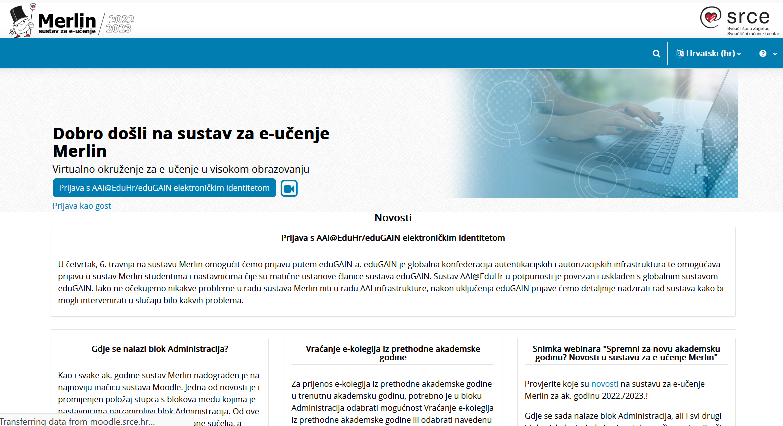 Merlin
sustav za e-učenje
2022
2023
srce
Hrvatski (hr)
Dobro došli na sustav za e-učenje
Merlin
Virtualno okruženje za e-učenje u visokom obrazovanju
Prijava s AAI@EduHr/eduGAIN elektroničkim identitetom
Prijava kao gost
Novosti
Prijava s AAI@EduHr/eduGAIN elektroničkim identitetom
U četvrtak, 6. travnja na sustavu Merlin omogućit ćemo prijavu putem eduGAIN-a. eduGAIN je globalna konfederacija autentikacijskih i autorizacijskih infrastruktura te omogućava
prijavu u sustav Merlin studentima i nastavnicima čije su matične ustanove članice sustava eduGAIN. Sustav AAI@EduHr u potpunosti je povezan i usklađen s globalnim sustavom
eduGAIN. Iako ne očekujemo nikakve probleme u radu sustava Merlin niti u radu AAI infrastrukture, nakon uključenja eduGAIN prijave ćemo detaljnije nadzirati rad sustava kako bi
mogli intervenirati u slučaju bilo kakvih problema.
Gdje se nalazi blok Administracija?
Kao i svake ak. godine sustav Merlin nadograđen je na
najnoviju inačicu sustava Moodle. Jedna od novosti je i
promijenjen položaj stupca s blokova među kojima je
nastavnicima najzanimljiv blok Administracija. Od ove
ane sučelja, a
Vraćanje e-kolegija iz prethodne akademske
godine
Za prijenos e-kolegija iz prethodne akademske godine
u trenutnu akademsku godinu, potrebno je u bloku
Administracija odabrati mogućnost Vraćanje e-kolegija
iz prethodne akademske godine ili odabrati navedenu
Snimka webinara "Spremni za novu akademsku
godinu? Novosti u sustavu za e-učenje Merlin"
Provjerite koje su novosti na sustavu za e-učenje
Merlin za ak. godinu 2022./2023.!
Gdje se sada nalaze blok Administracija, ali i svi drugi
Transferring data from moodle.srce.hr...